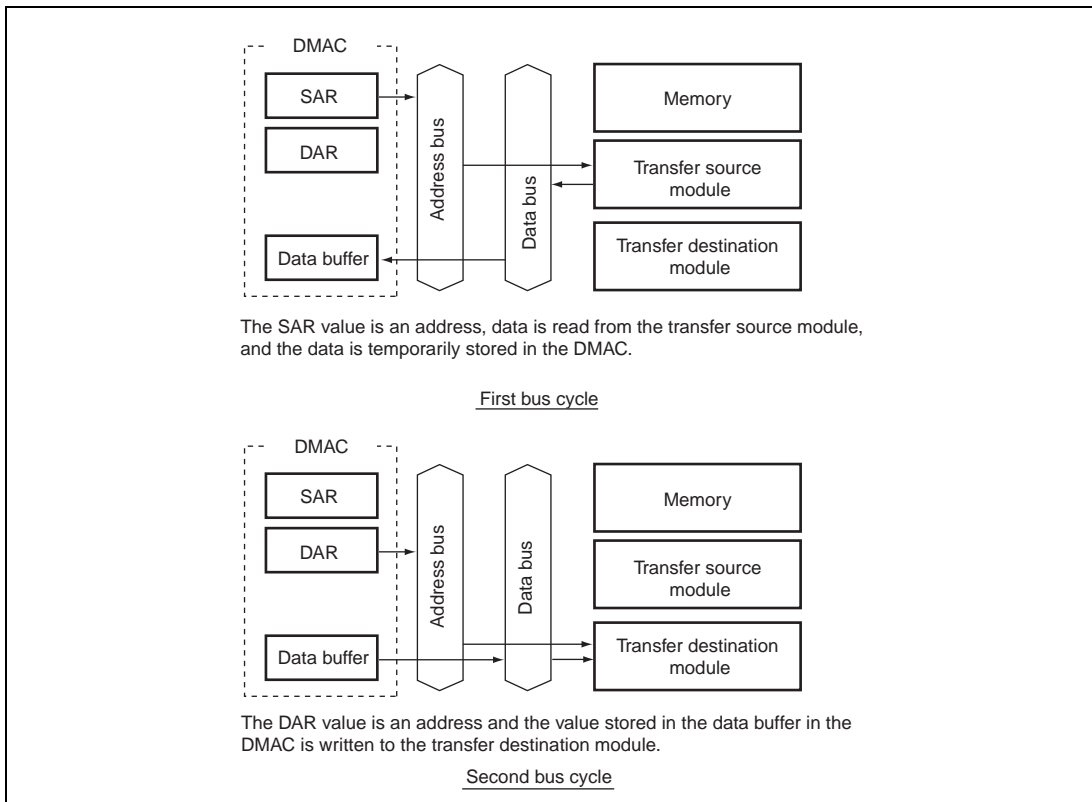 DMAC
SAR
DAR
Data buffer
Address bus
Data bus
Memory
Transfer source
module
Transfer destination
module
The SAR value is an address, data is read from the transfer source module,
and the data is temporarily stored in the DMAC.
First bus cycle
DMAC
SAR
DAR
Data buffer
Address bus
Data bus
Memory
Transfer source
module
Transfer destination
module
The DAR value is an address and the value stored in the data buffer in the
DMAC is written to the transfer destination module.
Second bus cycle